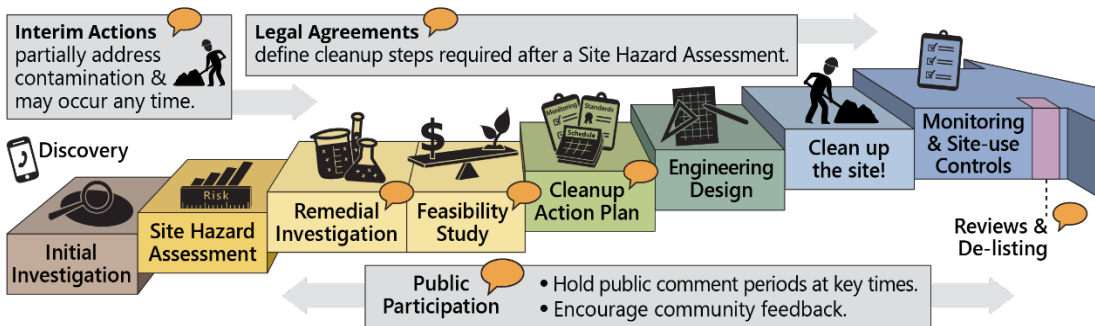 Interim Actions
partially address
contamination &
may occur any time.
Legal Agreements
define cleanup steps required after a Site Hazard Assessment.
Discovery
Initial
Investigation
Risk
Site Hazard
Assessment
Remedial
Investigation
$
Feasibility
Study
Monitoring
Standards
Schedule
Cleanup
Action Plan
Engineering
Design
Clean up
the site!
Monitoring
& Site-use
Controls
Reviews &
De-listing
Public
Participation
• Hold public comment periods at key times.
• Encourage community feedback.